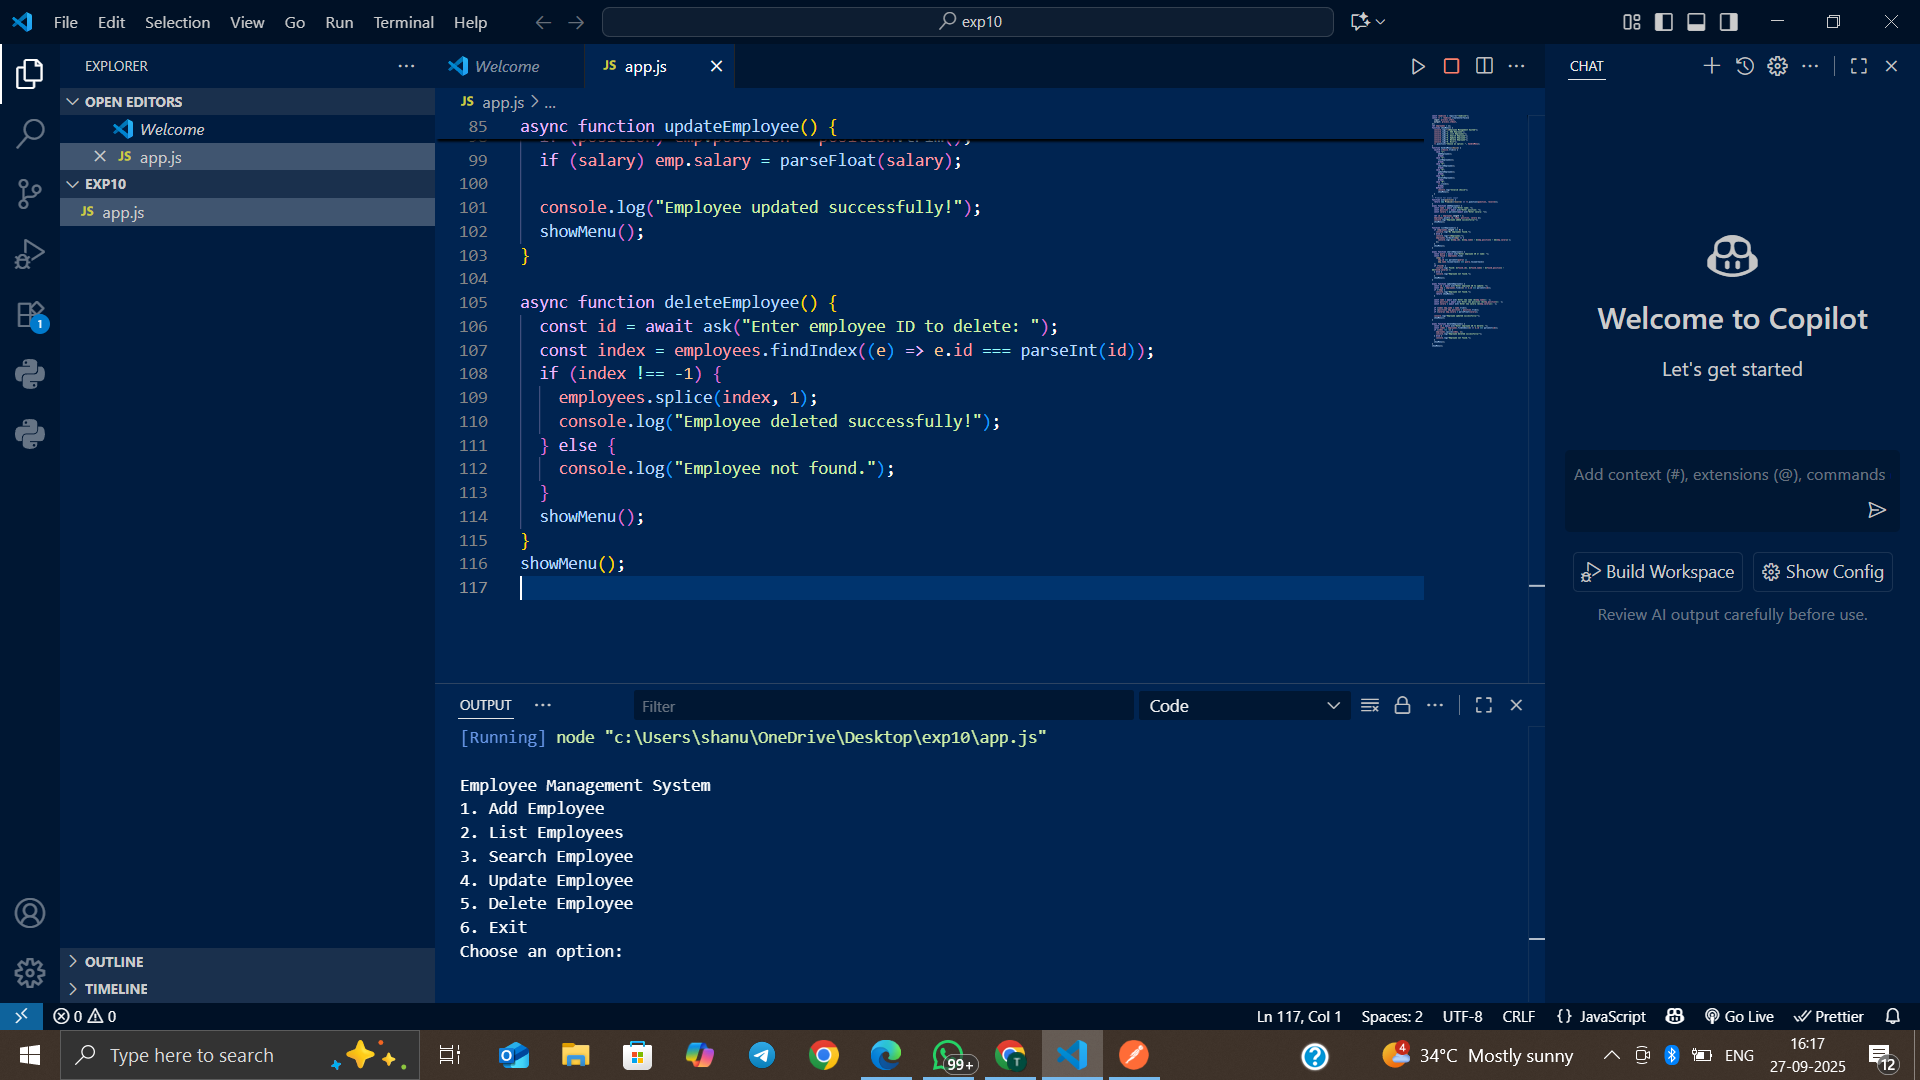 File Edit Selection View Go Run Terminal Help
exp10
EXPLORER
OPEN EDITORS
Welcome
JS app.js
EXP10
JS app.js
OUTLINE
TIMELINE
1
Welcome
JS app.js
JS app.js > ...
85 async function updateEmployee() {
99 if (salary) emp.salary = parseFloat(salary);
100
101 console.log("Employee updated successfully!");
102 showMenu();
103 }
104
105 async function deleteEmployee() {
106 const id = await ask("Enter employee ID to delete: ");
107 const index = employees.findIndex((e) => e.id === parseInt(id));
108 if (index !== -1) {
109 employees.splice(index, 1);
110 console.log("Employee deleted successfully!");
111 } else {
112 console.log("Employee not found.");
113 }
114 showMenu();
115 }
116 showMenu();
117
OUTPUT
Filter
Code
[Running] node "c:\Users\shanu\OneDrive\Desktop\exp10\app.js"
Employee Management System
1. Add Employee
2. List Employees
3. Search Employee
4. Update Employee
5. Delete Employee
6. Exit
Choose an option:
CHAT
Welcome to Copilot
Let's get started
Add context (#), extensions (@), commands
Build Workspace
Show Config
Review AI output carefully before use.
0 0
Ln 117, Col 1 Spaces: 2 UTF-8 CRLF {} JavaScript Go Live Prettier
Type here to search
99+
T
4
34°C Mostly sunny
ENG
16:17
27-09-2025
12